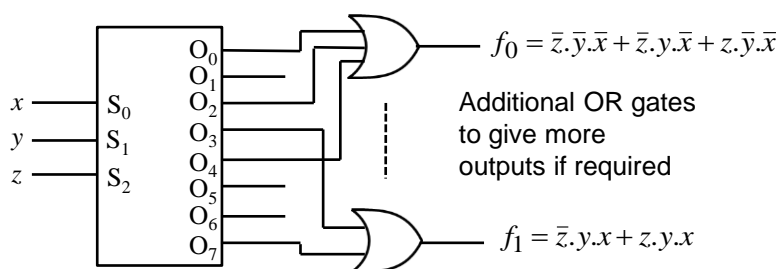 x
y
z
S₀
S₁
S₂
O₀
O₁
O₂
O₃
O₄
O₅
O₆
O₇
f₀ = z̅.y̅.x̅ + z̅.y.x̅ + z.y̅.x̅
Additional OR gates
to give more
outputs if required
f₁ = z̅.y.x + z.y.x